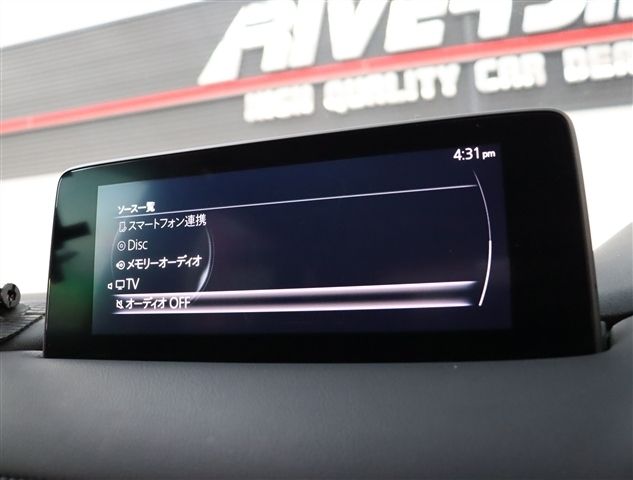 HIGH QUALITY CAR
4:31 pm
ソース一覧
スマートフォン連携
Disc
メモリーオーディオ
TV
オーディオ OFF